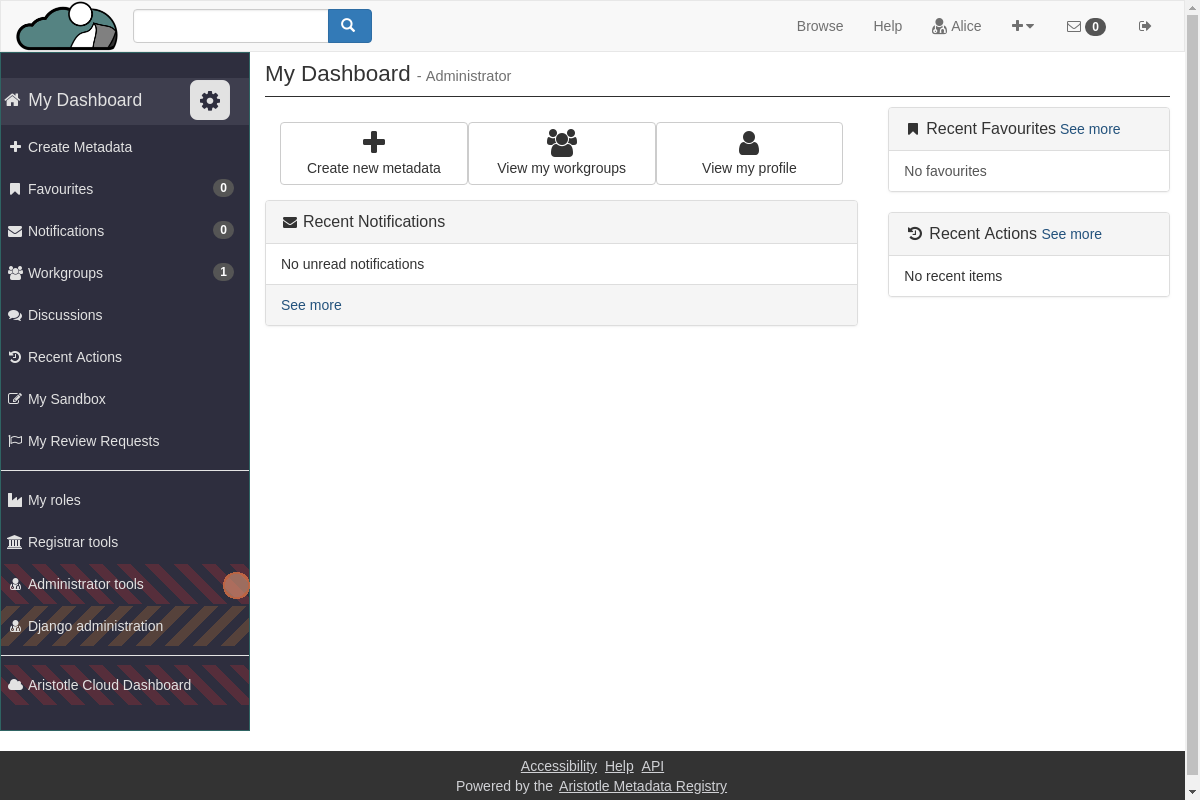 Browse
Help
Alice
0
My Dashboard
Create Metadata
Favourites 0
Notifications 0
Workgroups 1
Discussions
Recent Actions
My Sandbox
My Review Requests
My roles
Registrar tools
Administrator tools
Django administration
Aristotle Cloud Dashboard
My Dashboard - Administrator
Create new metadata
View my workgroups
View my profile
Recent Notifications
No unread notifications
See more
Recent Favourites See more
No favourites
Recent Actions See more
No recent items
Accessibility Help API
Powered by the Aristotle Metadata Registry